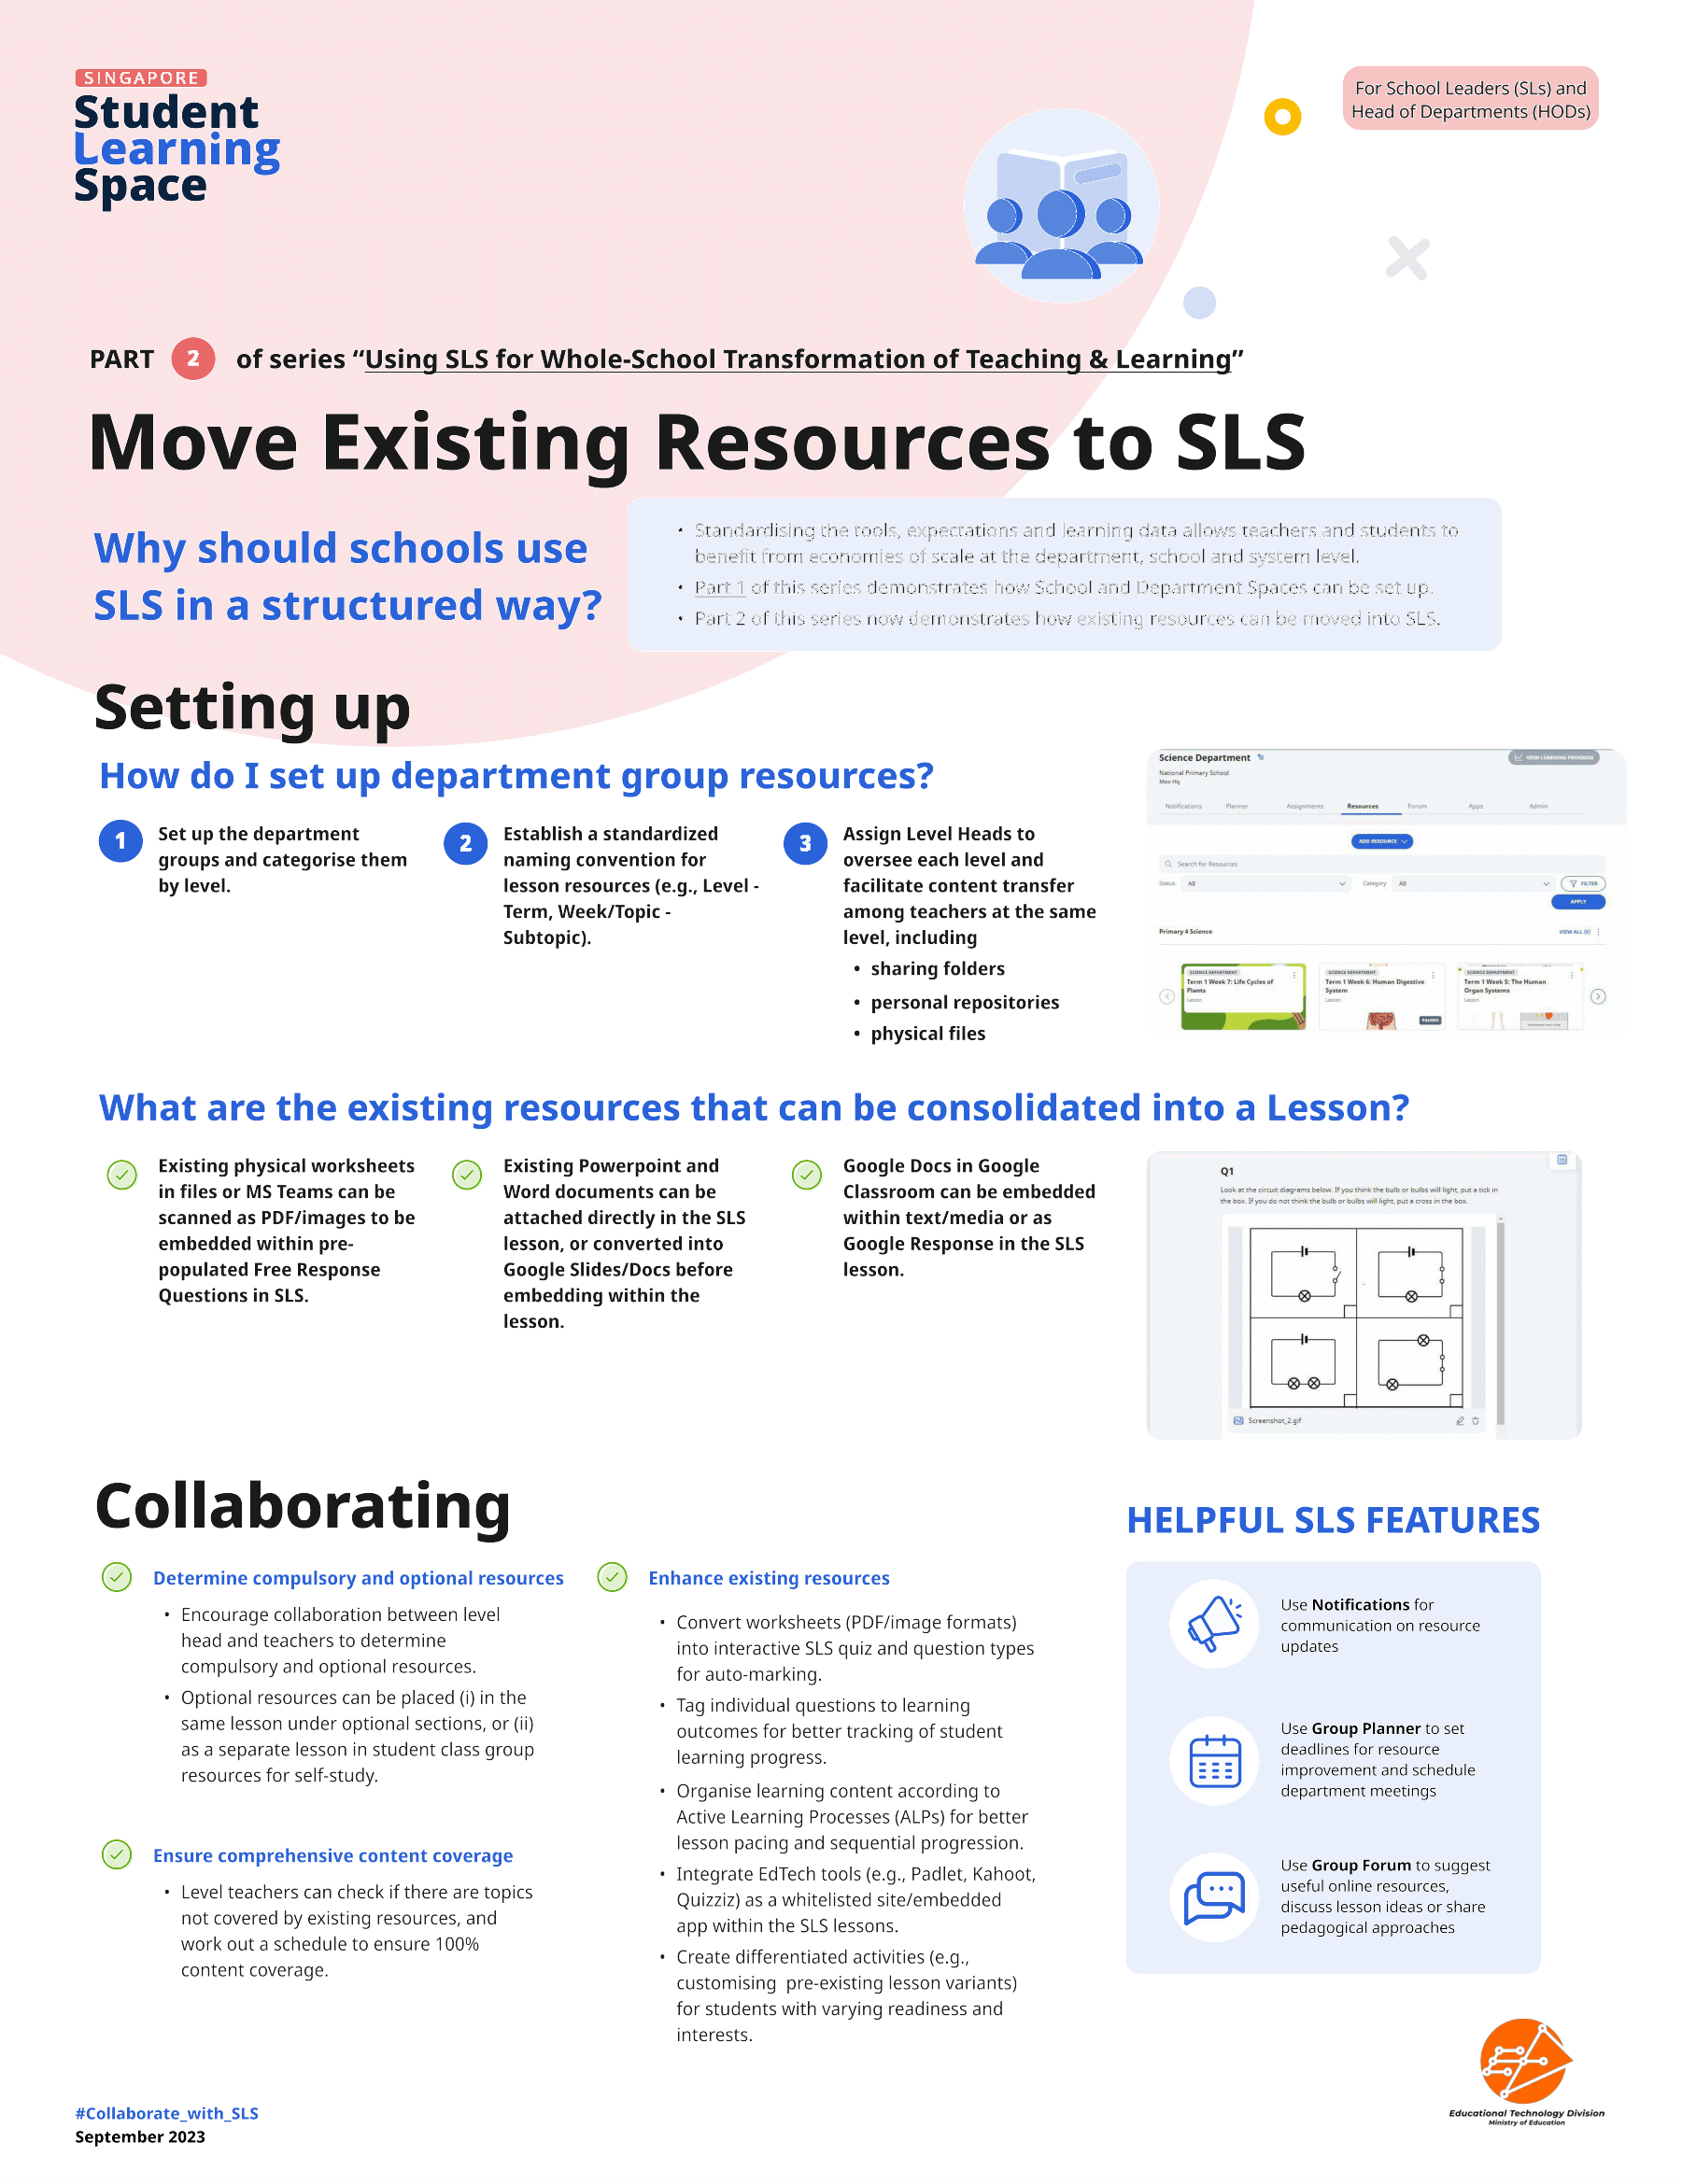 SINGAPORE
Student
Learning
Space
For School Leaders (SLs) and
Head of Departments (HODs)
PART 2 of series “Using SLS for Whole-School Transformation of Teaching & Learning”
Move Existing Resources to SLS
Why should schools use
SLS in a structured way?
• Standardising the tools, expectations and learning data allows teachers and students to
benefit from economies of scale at the department, school and system level.
• Part 1 of this series demonstrates how School and Department Spaces can be set up.
• Part 2 of this series now demonstrates how existing resources can be moved into SLS.
Setting up
How do I set up department group resources?
1
Set up the department
groups and categorise them
by level.
2
Establish a standardized
naming convention for
lesson resources (e.g., Level -
Term, Week/Topic -
Subtopic).
3
Assign Level Heads to
oversee each level and
facilitate content transfer
among teachers at the same
level, including
• sharing folders
• personal repositories
• physical files
Science Department
VIEW LEARNING PROGRESS
National Primary School
Mee Hq
Notifications Planner Assignments Resources Forum Apps Admin
ADD RESOURCE
Search for Resources
Status All Category All FILTER
APPLY
Primary 4 Science VIEW ALL (5)
SCIENCE DEPARTMENT
Term 1 Week 7: Life Cycles of
Plants
Lesson
SCIENCE DEPARTMENT
Term 1 Week 6: Human Digestive
System
Lesson
PAUSED
SCIENCE DEPARTMENT
Term 1 Week 5: The Human
Organ Systems
Lesson
What are the existing resources that can be consolidated into a Lesson?
Existing physical worksheets
in files or MS Teams can be
scanned as PDF/images to be
embedded within pre-
populated Free Response
Questions in SLS.
Existing Powerpoint and
Word documents can be
attached directly in the SLS
lesson, or converted into
Google Slides/Docs before
embedding within the
lesson.
Google Docs in Google
Classroom can be embedded
within text/media or as
Google Response in the SLS
lesson.
Q1
Look at the circuit diagrams below. If you think the bulb or bulbs will light, put a tick in
the box. If you do not think the bulb or bulbs will light, put a cross in the box.
Screenshot_2.gif
Collaborating
Determine compulsory and optional resources
• Encourage collaboration between level
head and teachers to determine
compulsory and optional resources.
• Optional resources can be placed (i) in the
same lesson under optional sections, or (ii)
as a separate lesson in student class group
resources for self-study.
Ensure comprehensive content coverage
• Level teachers can check if there are topics
not covered by existing resources, and
work out a schedule to ensure 100%
content coverage.
Enhance existing resources
• Convert worksheets (PDF/image formats)
into interactive SLS quiz and question types
for auto-marking.
• Tag individual questions to learning
outcomes for better tracking of student
learning progress.
• Organise learning content according to
Active Learning Processes (ALPs) for better
lesson pacing and sequential progression.
• Integrate EdTech tools (e.g., Padlet, Kahoot,
Quizziz) as a whitelisted site/embedded
app within the SLS lessons.
• Create differentiated activities (e.g.,
customising pre-existing lesson variants)
for students with varying readiness and
interests.
HELPFUL SLS FEATURES
Use Notifications for
communication on resource
updates
Use Group Planner to set
deadlines for resource
improvement and schedule
department meetings
Use Group Forum to suggest
useful online resources,
discuss lesson ideas or share
pedagogical approaches
#Collaborate_with_SLS
September 2023
Educational Technology Division
Ministry of Education